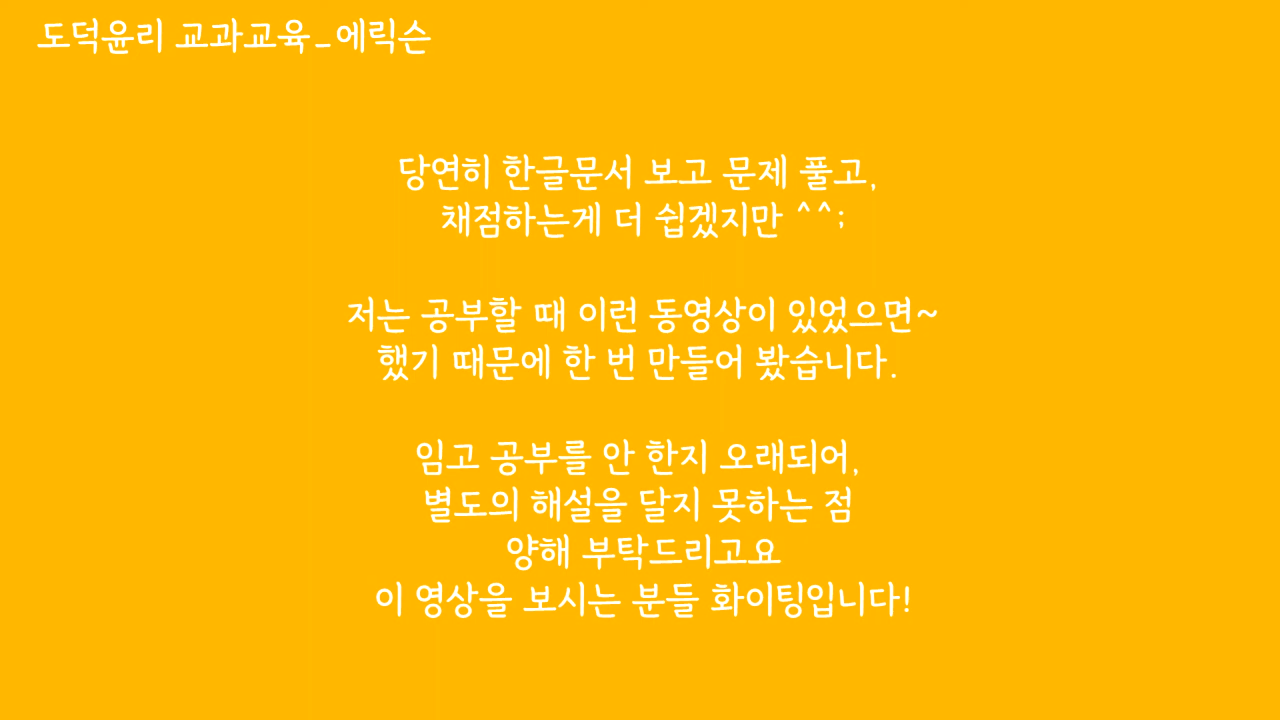 도덕윤리 교과교육_에릭슨
당연히 한글문서 보고 문제 풀고,
채점하는게 더 쉽겠지만 ^^;
저는 공부할 때 이런 동영상이 있었으면~
했기 때문에 한 번 만들어 봤습니다.
임고 공부를 안 한지 오래되어,
별도의 해설을 달지 못하는 점
양해 부탁드리고요
이 영상을 보시는 분들 화이팅입니다!